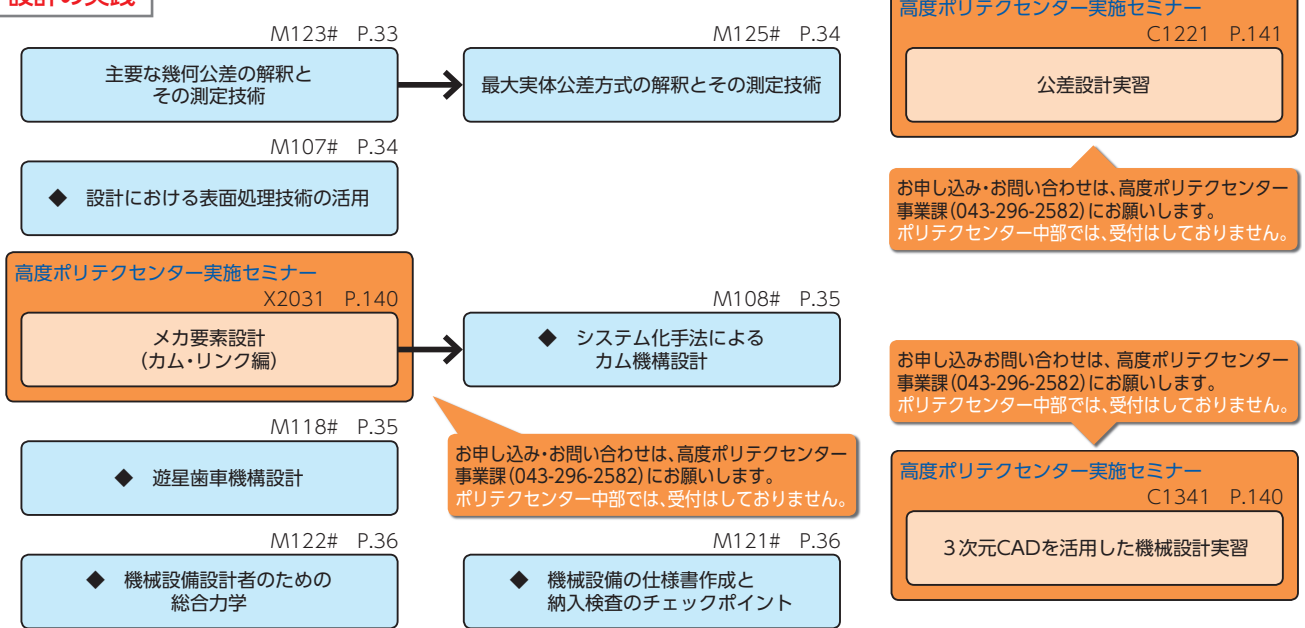 設計の実践
M123# P.33
主要な幾何公差の解釈と
その測定技術
M125# P.34
最大実体公差方式の解釈とその測定技術
高度ポリテクセンター実施セミナー
C1221 P.141
公差設計実習
お申し込み・お問い合わせは、高度ポリテクセンター
事業課(043-296-2582)にお願いします。
ポリテクセンター中部では、受付はしておりません。
M107# P.34
◆ 設計における表面処理技術の活用
高度ポリテクセンター実施セミナー
X2031 P.140
メカ要素設計
(カム・リンク編)
M108# P.35
◆ システム化手法による
カム機構設計
お申し込み・お問い合わせは、高度ポリテクセンター
事業課(043-296-2582)にお願いします。
ポリテクセンター中部では、受付はしておりません。
お申し込みお問い合わせは、高度ポリテクセンター
事業課(043-296-2582)にお願いします。
ポリテクセンター中部では、受付はしておりません。
高度ポリテクセンター実施セミナー
C1341 P.140
3次元CADを活用した機械設計実習
M118# P.35
◆ 遊星歯車機構設計
M122# P.36
◆ 機械設備設計者のための
総合力学
M121# P.36
◆ 機械設備の仕様書作成と
納入検査のチェックポイント